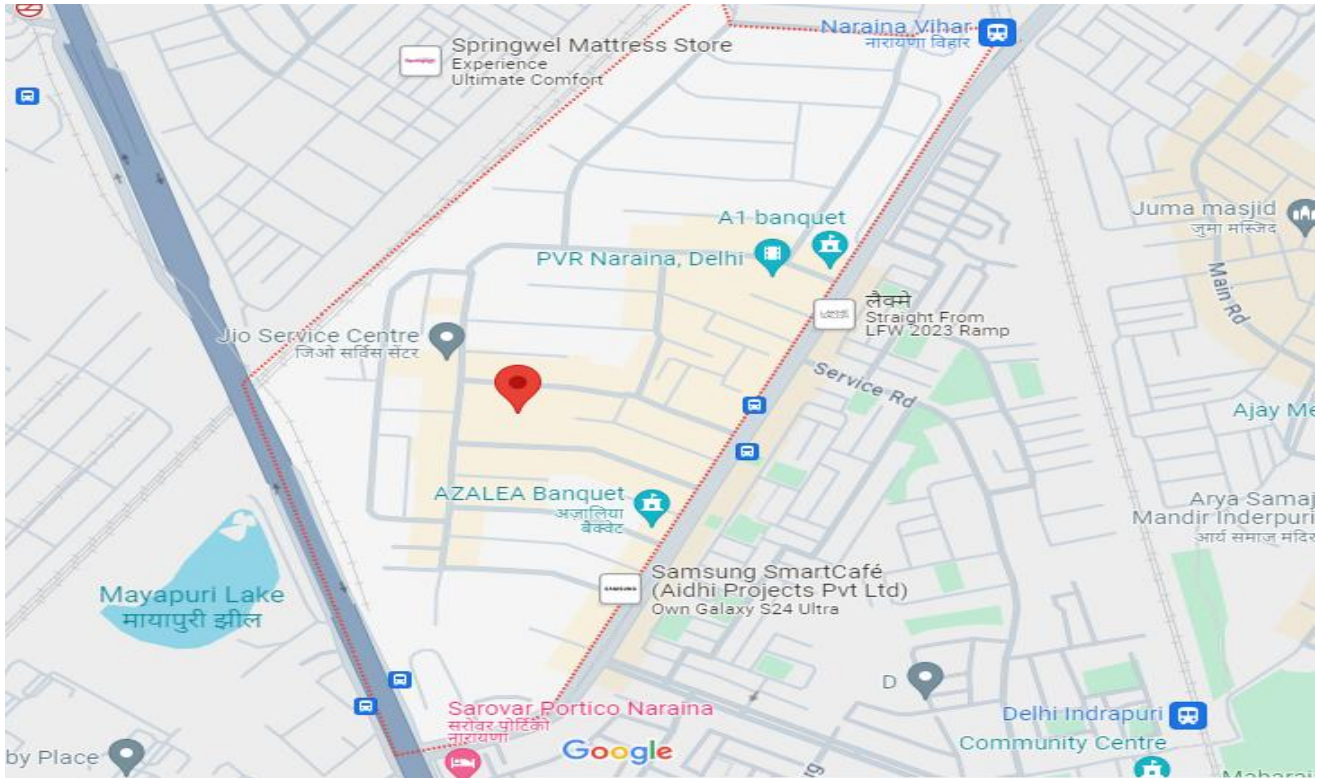 Naraina Vihar
नारायणा विहार
Springwel Mattress Store
Experience
Ultimate Comfort
Juma masjid
जुमा मस्जिद
A1 banquet
PVR Naraina, Delhi
Main Rd
लैक्मे
Straight From
LFW 2023 Ramp
Jio Service Centre
जिओ सर्विस सेंटर
Service Rd
Ajay Me
AZALEA Banquet
अज़ालिया
बैंक्वेट
Arya Samaj
Mandir Inderpuri
आर्य समाज मंदिर
Samsung SmartCafé
(Aidhi Projects Pvt Ltd)
Own Galaxy S24 Ultra
SAMSUNG
Mayapuri Lake
मायापुरी झील
D
Sarovar Portico Naraina
सरोवर पोर्टिको
नारायणा
Delhi Indrapuri
Community Centre
Google
by Place